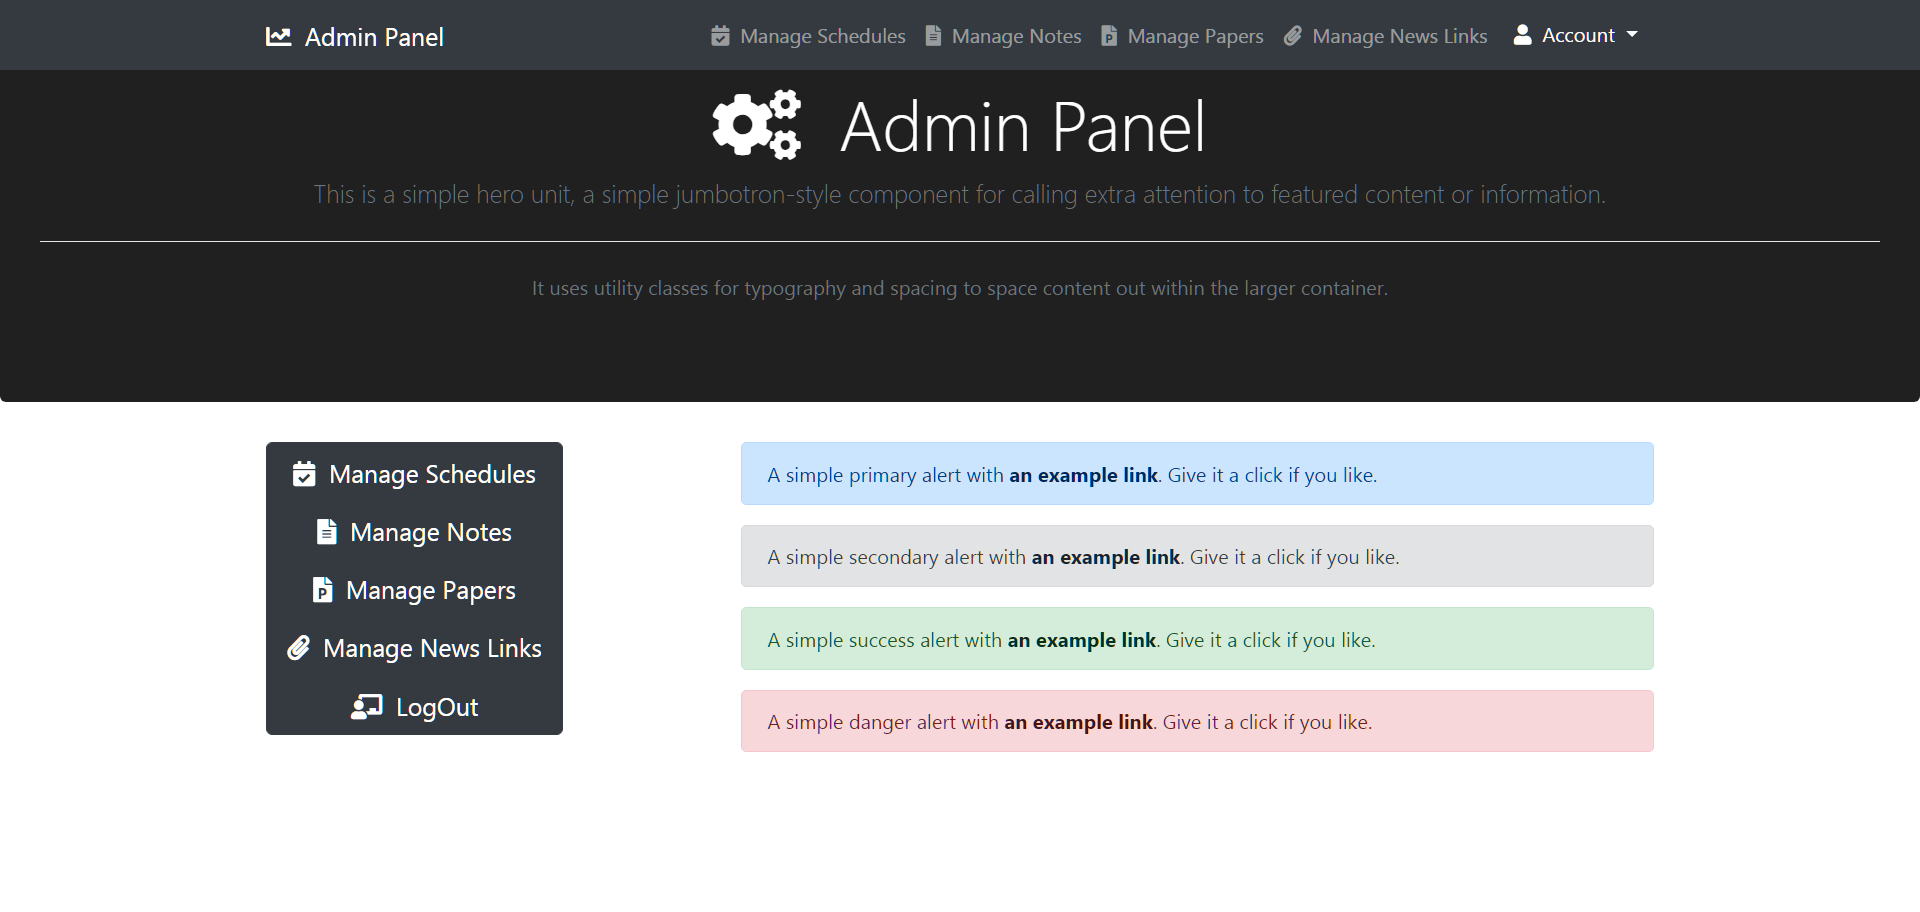 Admin Panel
Manage Schedules Manage Notes Manage Papers Manage News Links Account
Admin Panel
This is a simple hero unit, a simple jumbotron-style component for calling extra attention to featured content or information.
It uses utility classes for typography and spacing to space content out within the larger container.
Manage Schedules
Manage Notes
Manage Papers
Manage News Links
LogOut
A simple primary alert with an example link. Give it a click if you like.
A simple secondary alert with an example link. Give it a click if you like.
A simple success alert with an example link. Give it a click if you like.
A simple danger alert with an example link. Give it a click if you like.